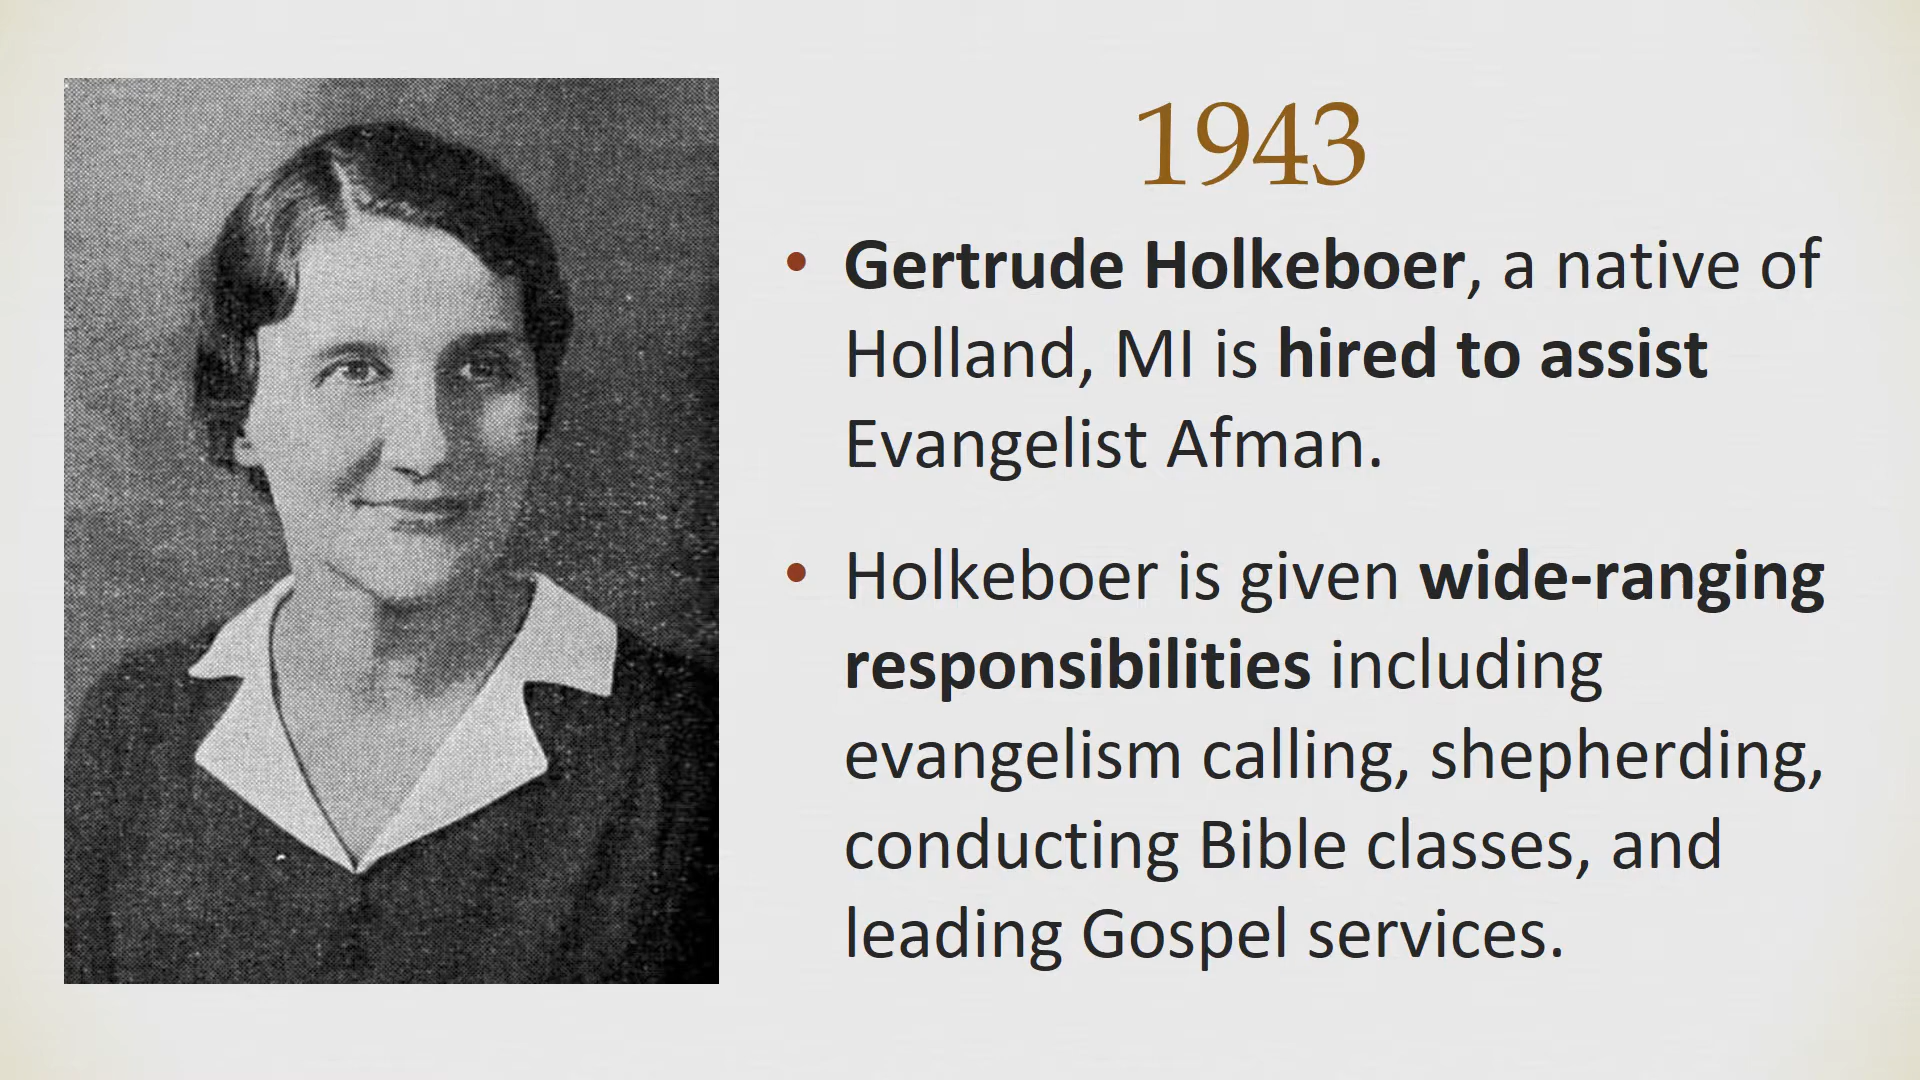 1943
• Gertrude Holkeboer, a native of
Holland, MI is hired to assist
Evangelist Afman.
• Holkeboer is given wide-ranging
responsibilities including
evangelism calling, shepherding,
conducting Bible classes, and
leading Gospel services.